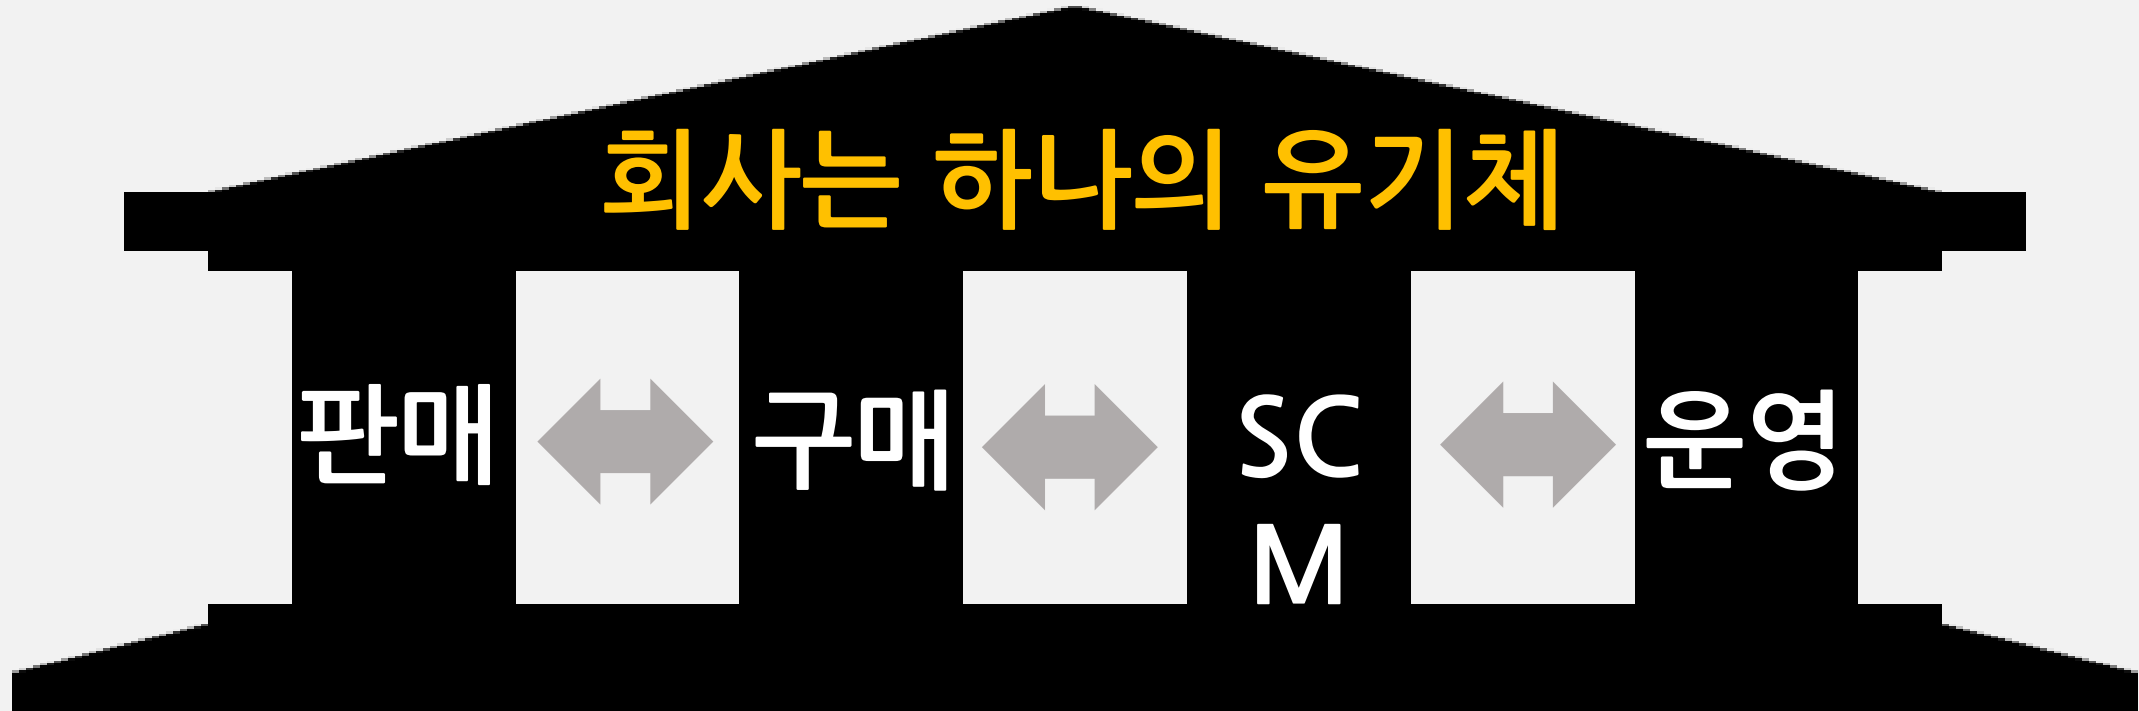 회사는 하나의 유기체
판매
구매
SC
M
운영